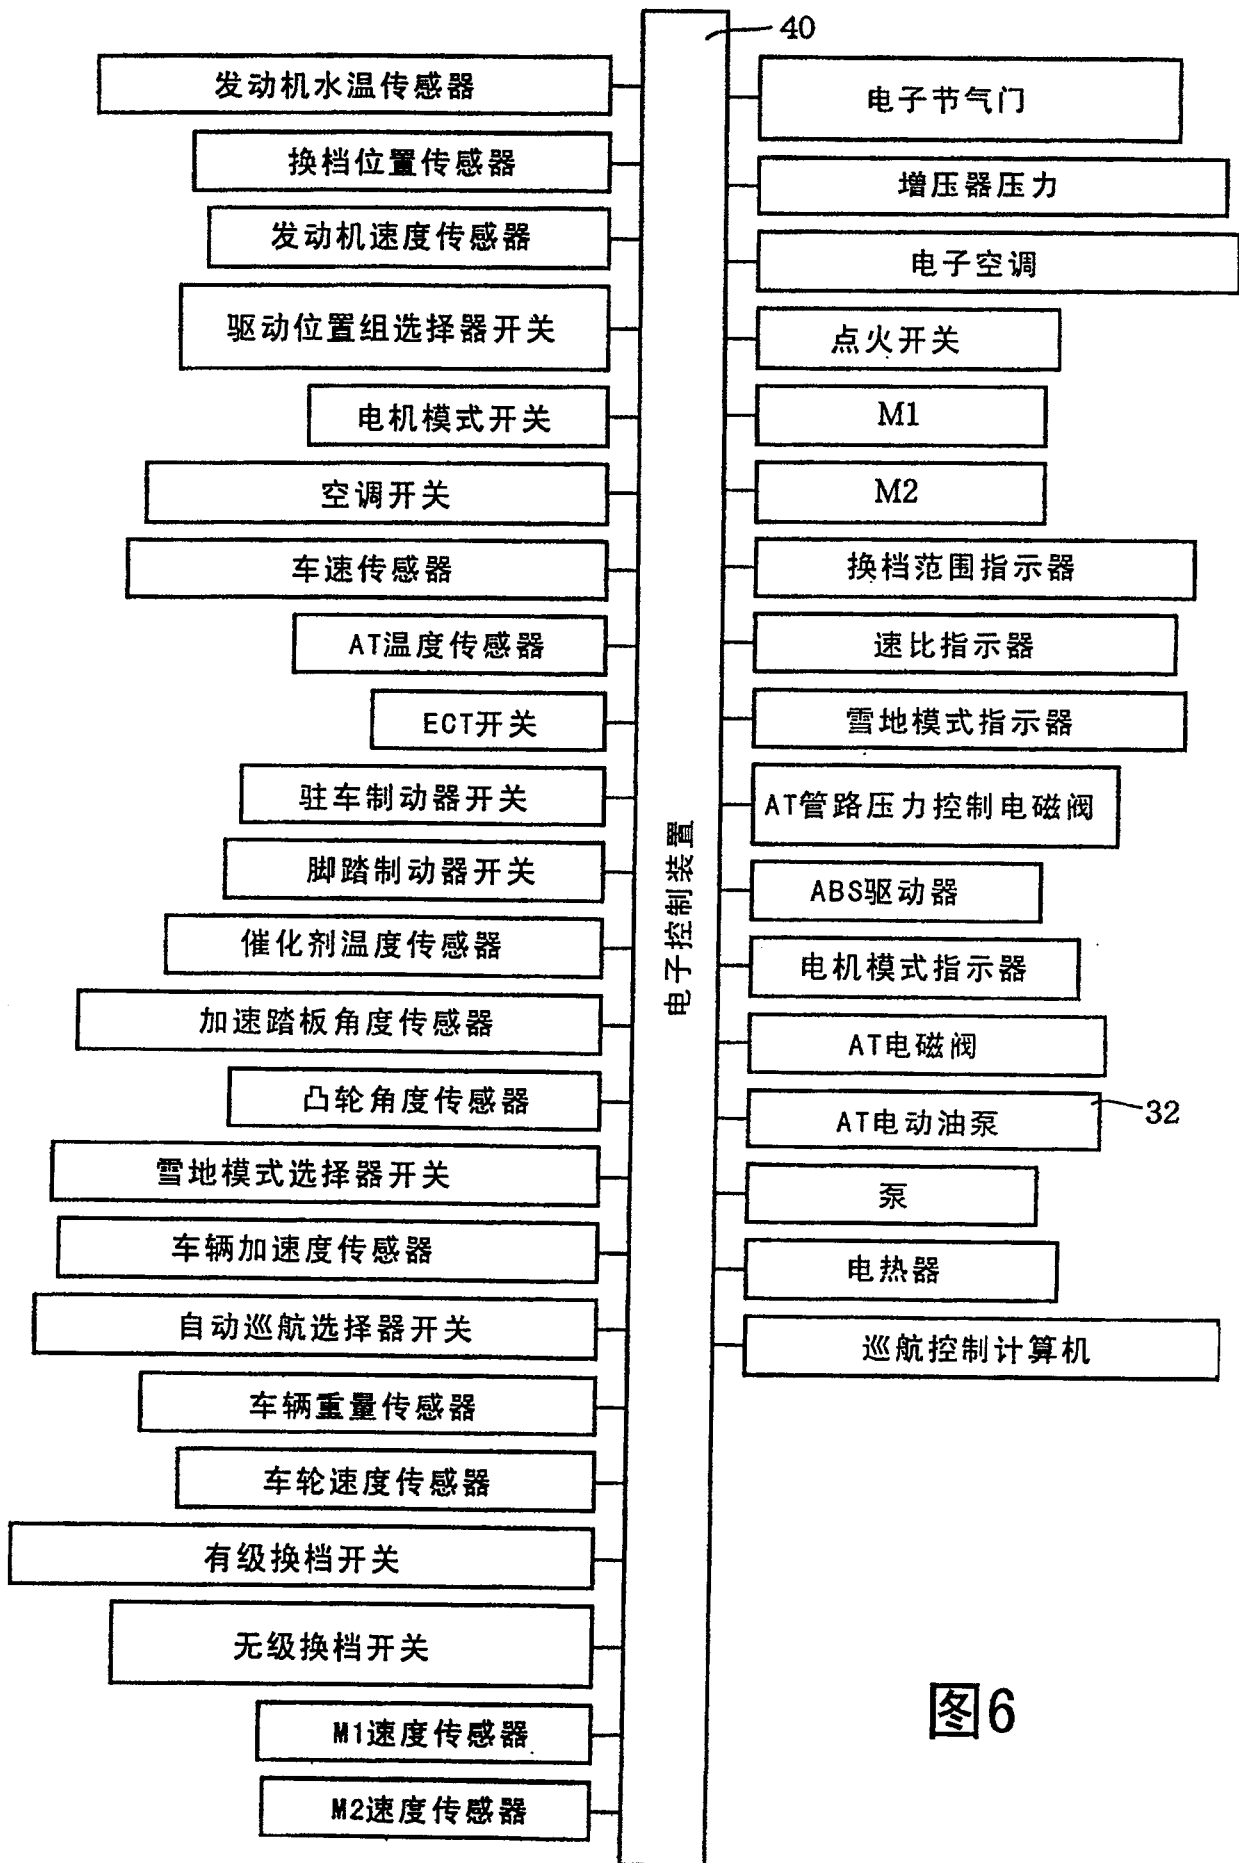 40
发动机水温传感器
换档位置传感器
发动机速度传感器
驱动位置组选择器开关
电机模式开关
空调开关
车速传感器
AT温度传感器
ECT开关
驻车制动器开关
脚踏制动器开关
催化剂温度传感器
加速踏板角度传感器
凸轮角度传感器
雪地模式选择器开关
车辆加速度传感器
自动巡航选择器开关
车辆重量传感器
车轮速度传感器
有级换档开关
无级换档开关
M1速度传感器
M2速度传感器
电子控制装置
电子节气门
增压器压力
电子空调
点火开关
M1
M2
换档范围指示器
速比指示器
雪地模式指示器
AT管路压力控制电磁阀
ABS驱动器
电机模式指示器
AT电磁阀
AT电动油泵
32
泵
电热器
巡航控制计算机
图6